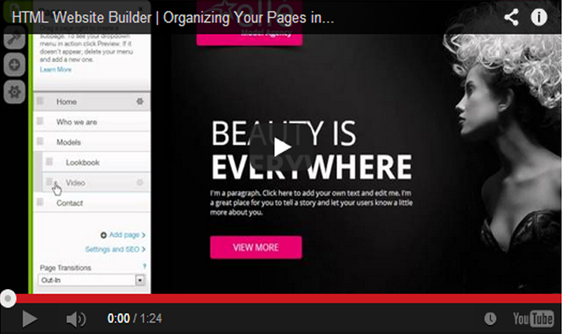 HTML Website Builder | Organizing Your Pages in...
subpage. To see your dropdown
menu in action click Preview. If it
doesn't appear, delete your menu
and add a new one.
Learn More
Home
Who we are
Models
Lookbook
Video
Contact
Add page >
Settings and SEO >
Page Transitions
?
Out-In
Model Agency
BEAUTY IS
EVERYWHERE
I'm a paragraph. Click here to add your own text and edit me. I'm
a great place for you to tell a story and let your users know a little
more about you.
VIEW MORE
0:00 / 1:24
YouTube